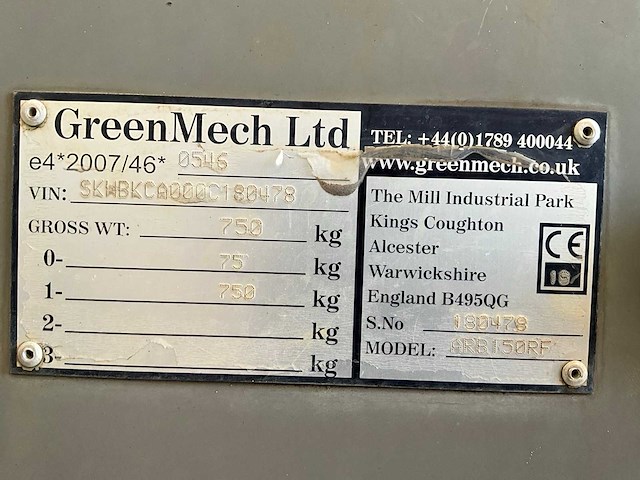 GreenMech Ltd
e4*2007/46* 0546
VIN: SKWBKCA000C180478
GROSS WT: 750 kg
0- 75 kg
1- 750 kg
2- kg
3- kg
TEL: +44(0)1789 400044
www.greenmech.co.uk
The Mill Industrial Park
Kings Coughton
Alcester
Warwickshire
England B495QG
CE
S.No 180478
MODEL: ARB150RF